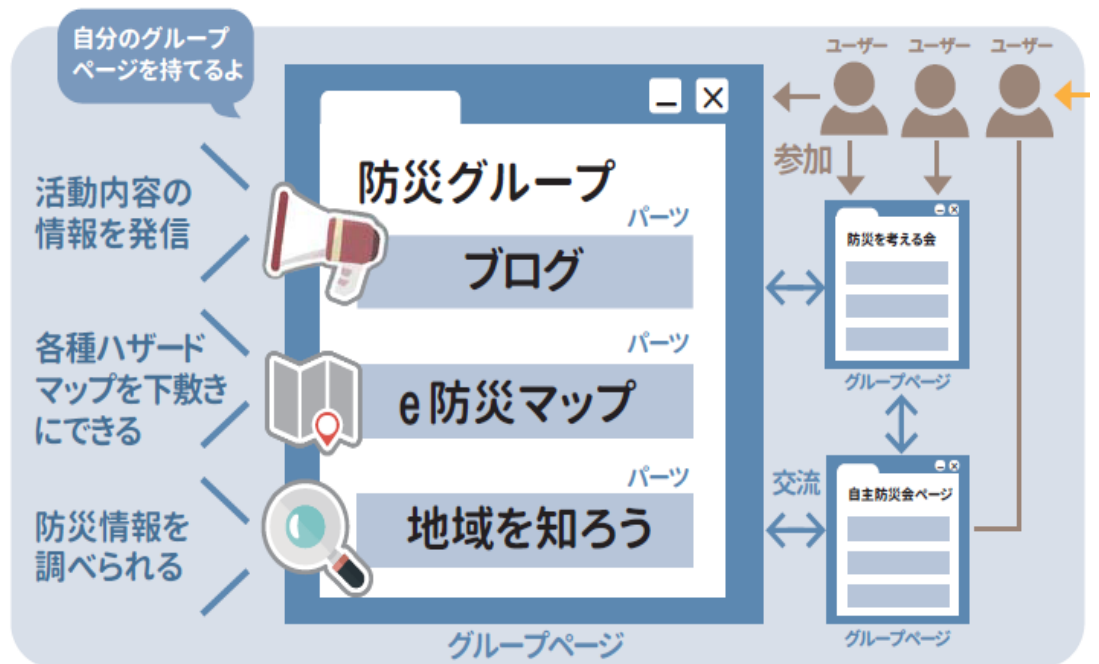 自分のグループ
ページを持てるよ
活動内容の
情報を発信
各種ハザード
マップを下敷き
にできる
防災情報を
調べられる
防災グループ
パーツ
ブログ
パーツ
e防災マップ
パーツ
地域を知ろう
グループページ
ユーザー ユーザー ユーザー
参加
防災を考える会
グループページ
交流
自主防災会ページ
グループページ